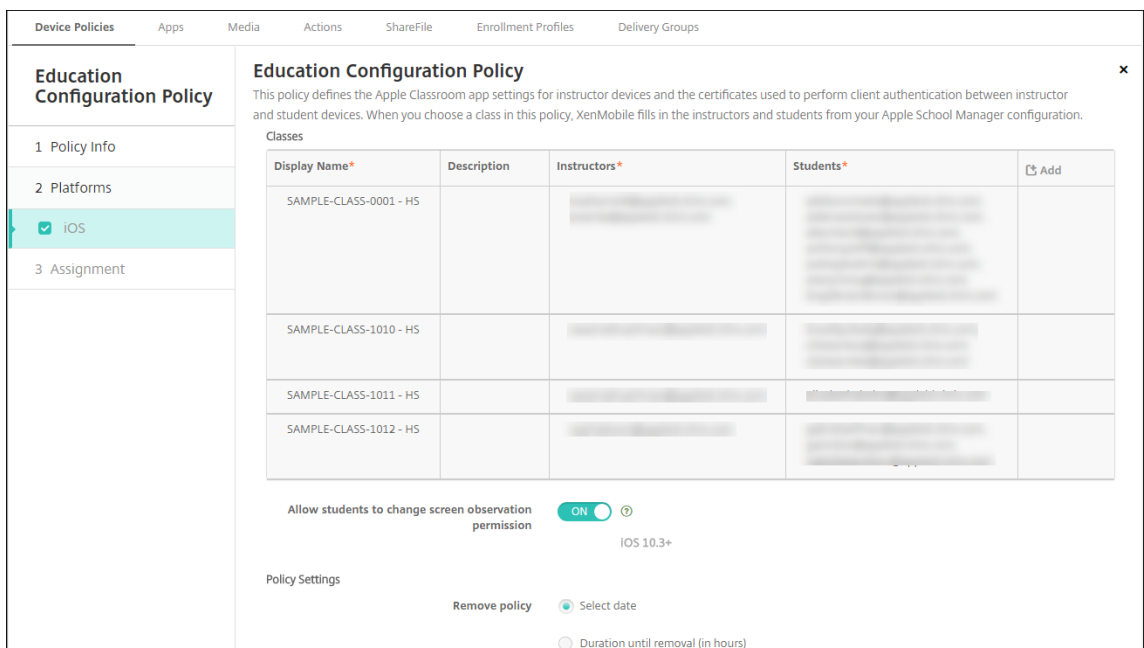 Device Policies Apps Media Actions ShareFile Enrollment Profiles Delivery Groups
Education
Configuration Policy
1 Policy Info
2 Platforms
iOS
3 Assignment
Education Configuration Policy
×
This policy defines the Apple Classroom app settings for instructor devices and the certificates used to perform client authentication between instructor
and student devices. When you choose a class in this policy, XenMobile fills in the instructors and students from your Apple School Manager configuration.
Classes
Display Name* Description Instructors* Students* Add
SAMPLE-CLASS-0001 - HS
SAMPLE-CLASS-1010 - HS
SAMPLE-CLASS-1011 - HS
SAMPLE-CLASS-1012 - HS
Allow students to change screen observation
permission
ON
?
iOS 10.3+
Policy Settings
Remove policy
Select date
Duration until removal (in hours)